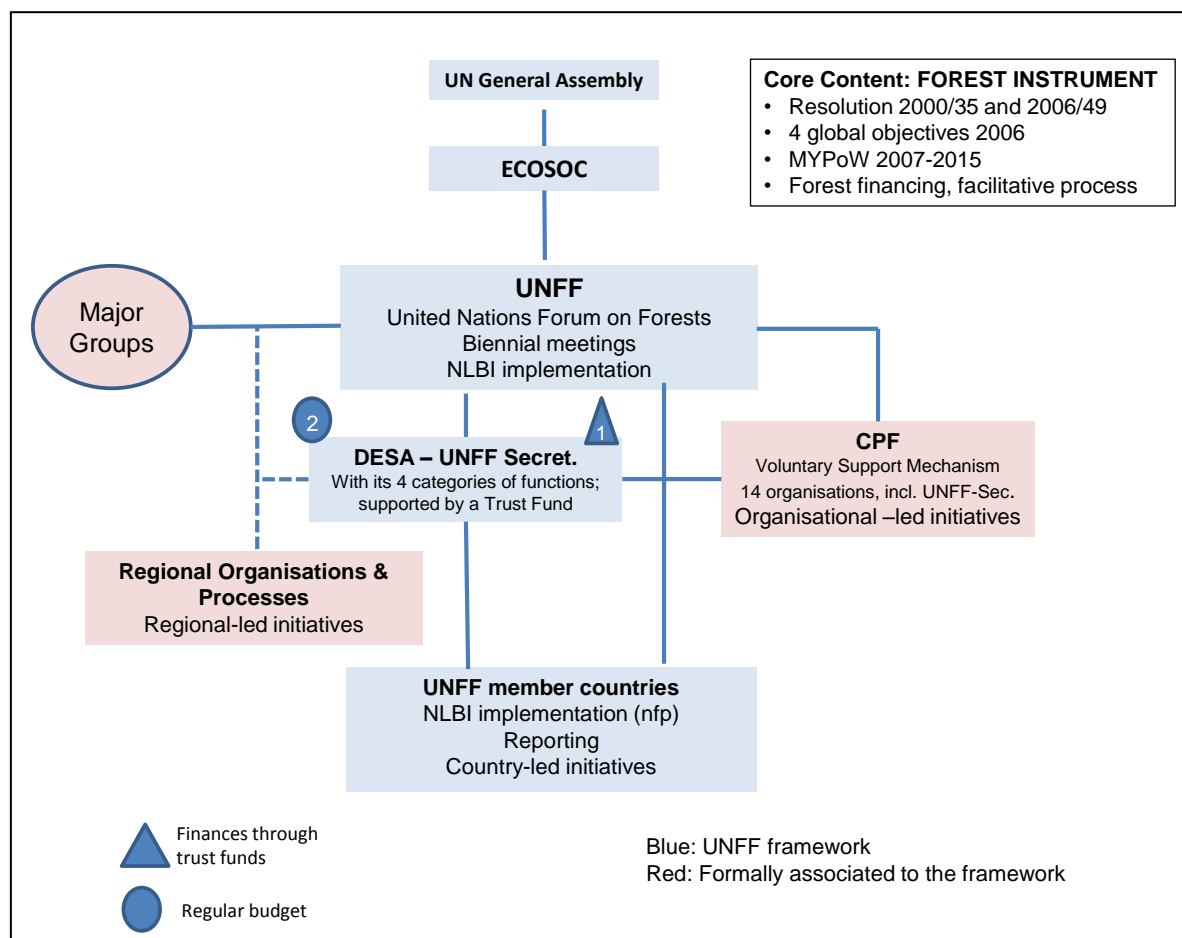 UN General Assembly
Core Content: FOREST INSTRUMENT
• Resolution 2000/35 and 2006/49
• 4 global objectives 2006
• MYPoW 2007-2015
• Forest financing, facilitative process
ECOSOC
UNFF
United Nations Forum on Forests
Biennial meetings
NLBI implementation
Major
Groups
2
1
DESA – UNFF Secret.
With its 4 categories of functions;
supported by a Trust Fund
CPF
Voluntary Support Mechanism
14 organisations, incl. UNFF-Sec.
Organisational –led initiatives
Regional Organisations &
Processes
Regional-led initiatives
UNFF member countries
NLBI implementation (nfp)
Reporting
Country-led initiatives
Finances through
trust funds
Regular budget
Blue: UNFF framework
Red: Formally associated to the framework